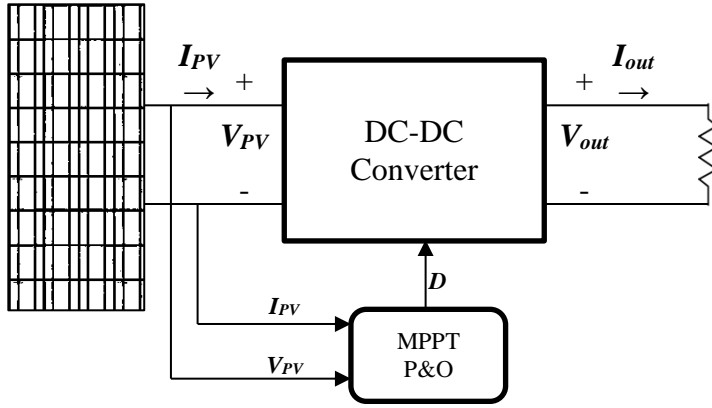 I_PV
→
+
V_PV
-
DC-DC
Converter
I_out
→
+
V_out
-
D
I_PV
V_PV
MPPT
P&O